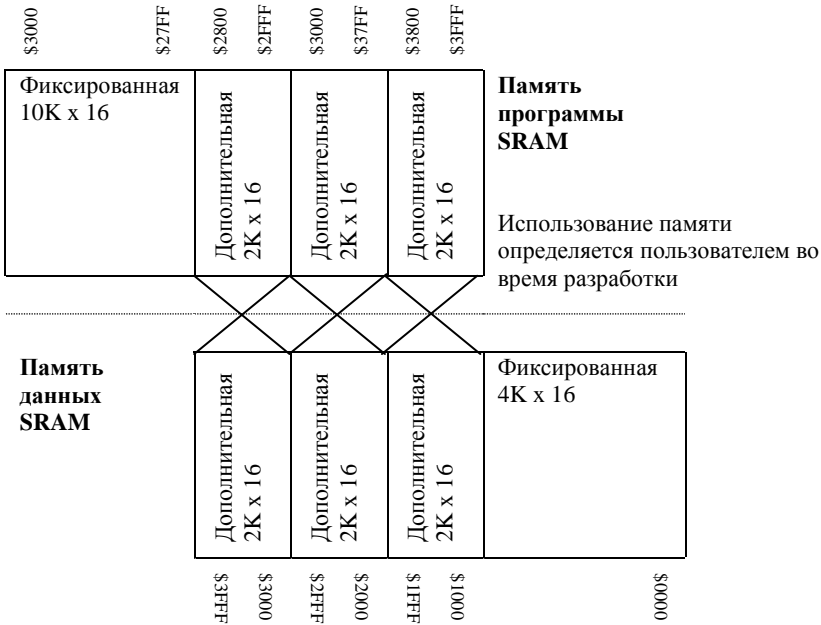 $3000
$27FF
$2800
$2FFF
$3000
$37FF
$3800
$3FFF
Фиксированная
10K x 16
Дополнительная
2K x 16
Дополнительная
2K x 16
Дополнительная
2K x 16
Память
программы
SRAM
Использование памяти
определяется пользователем во
время разработки
Память
данных
SRAM
Дополнительная
2K x 16
Дополнительная
2K x 16
Дополнительная
2K x 16
Фиксированная
4K x 16
$3FFF
$3000
$2FFF
$2000
$1FFF
$1000
$0000